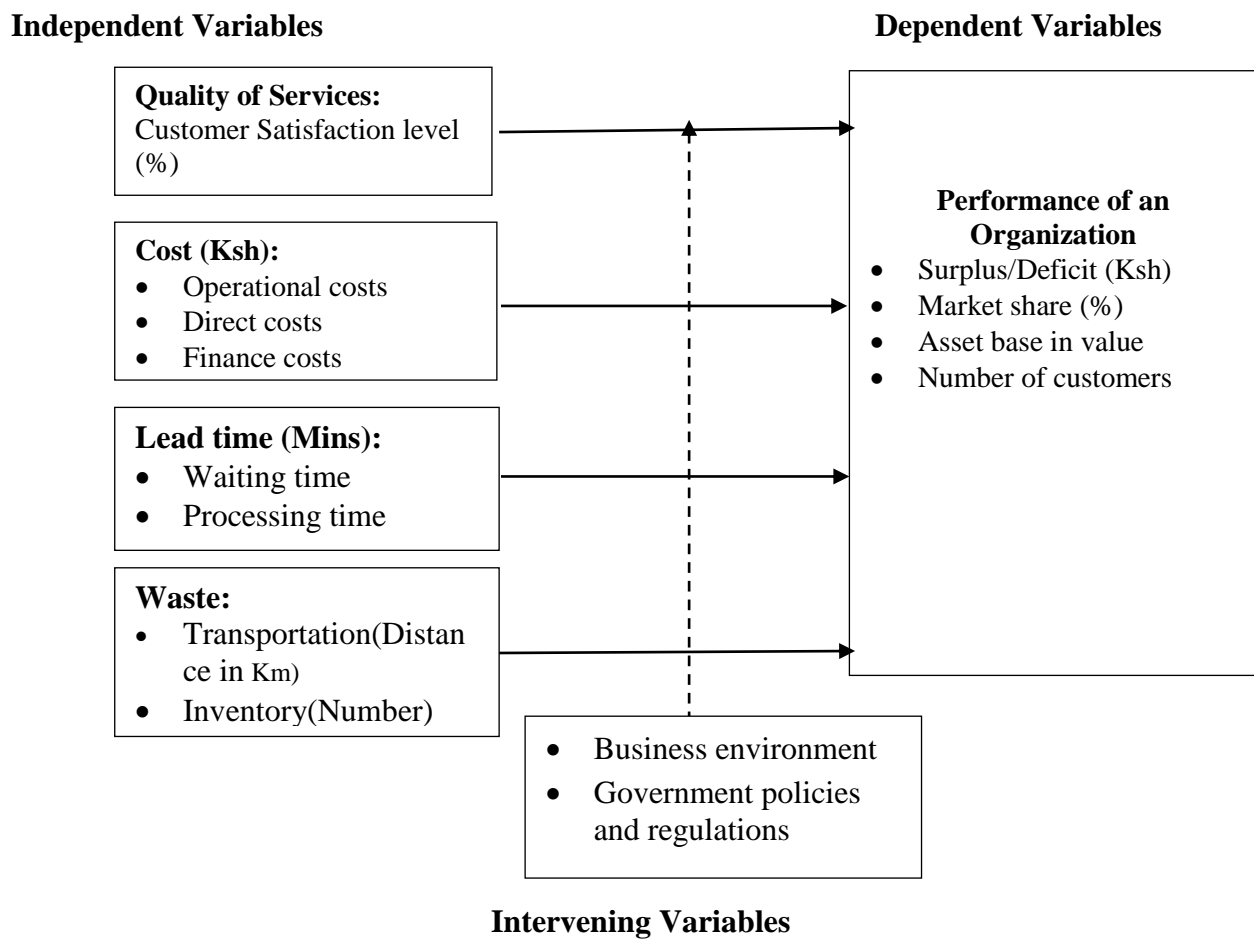 Independent Variables
Dependent Variables
Quality of Services:
Customer Satisfaction level
(%)
Cost (Ksh):
• Operational costs
• Direct costs
• Finance costs
Lead time (Mins):
• Waiting time
• Processing time
Waste:
• Transportation(Distan
ce in Km)
• Inventory(Number)
Performance of an
Organization
• Surplus/Deficit (Ksh)
• Market share (%)
• Asset base in value
• Number of customers
• Business environment
• Government policies
and regulations
Intervening Variables